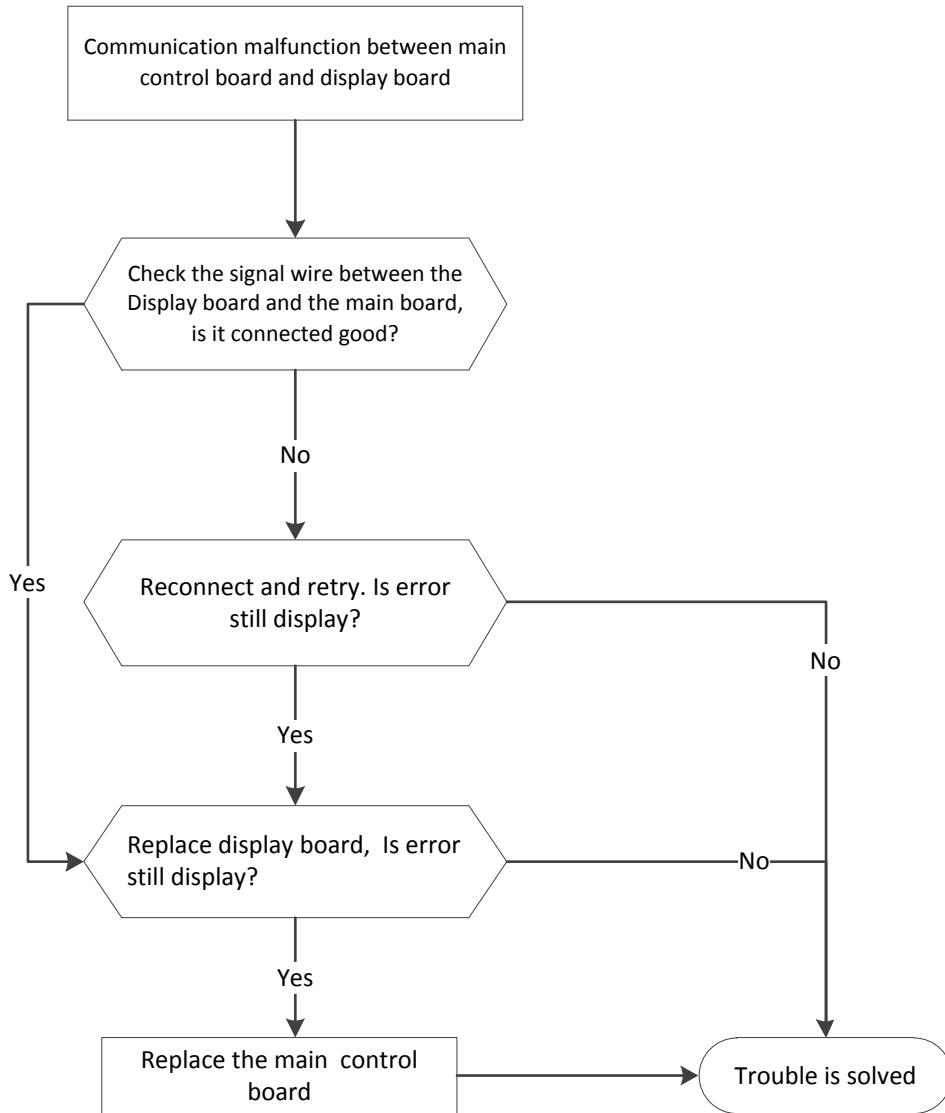 Communication malfunction between main
control board and display board
Check the signal wire between the
Display board and the main board,
is it connected good?
No
Reconnect and retry. Is error
still display?
Yes
No
Yes
Replace display board, Is error
still display?
No
Yes
Replace the main control
board
Trouble is solved